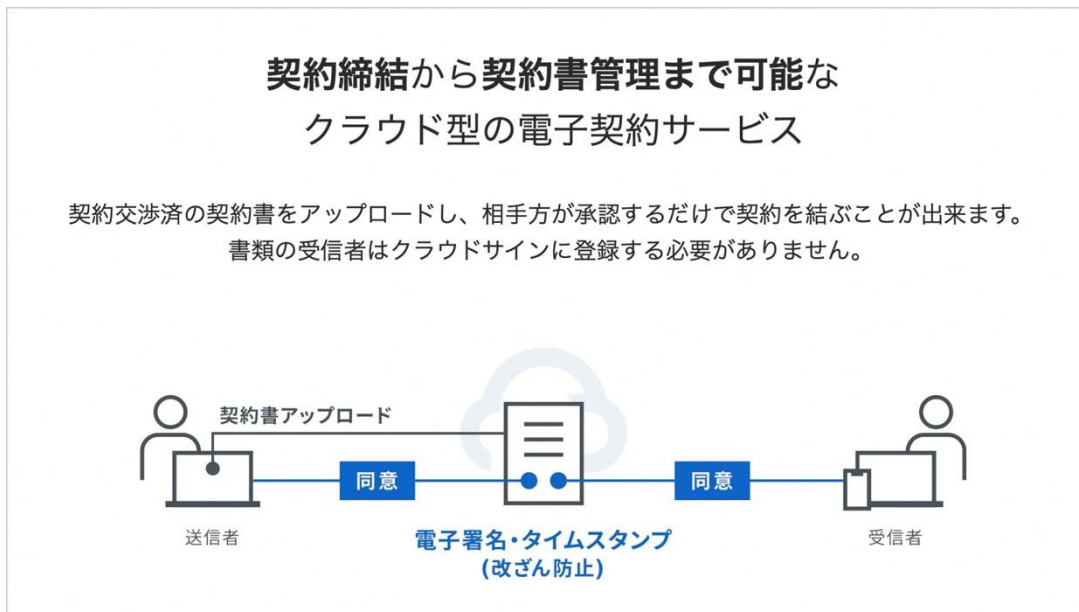 契約締結から契約書管理まで可能な
クラウド型の電子契約サービス
契約交渉済の契約書をアップロードし、相手方が承認するだけで契約を結ぶことが出来ます。
書類の受信者はクラウドサインに登録する必要がありません。
契約書アップロード
同意
同意
送信者
電子署名・タイムスタンプ
(改ざん防止)
受信者